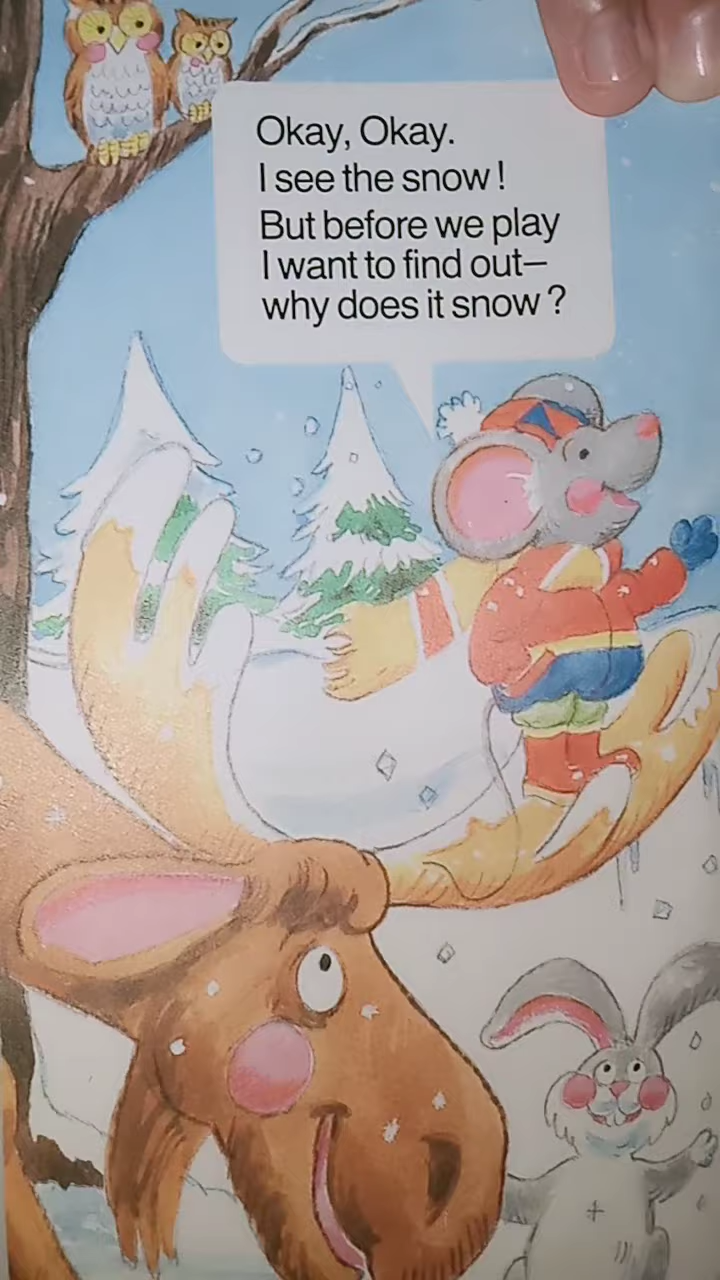 Okay, Okay.
I see the snow!
But before we play
I want to find out—
why does it snow?